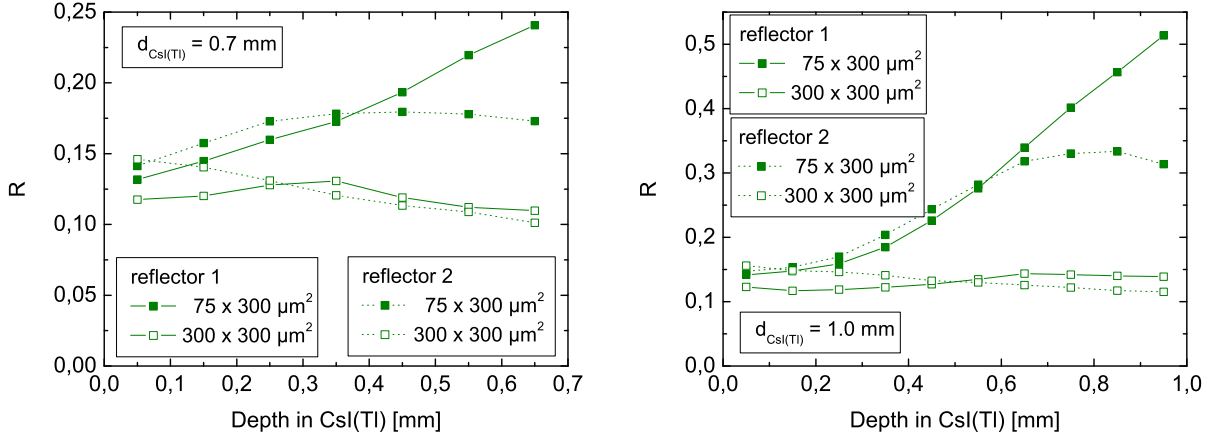 0,25
0,20
0,15
0,10
0,05
0,00
R
d_CsI(Tl) = 0.7 mm
reflector 1
75 x 300 µm²
300 x 300 µm²
reflector 2
75 x 300 µm²
300 x 300 µm²
0,0 0,1 0,2 0,3 0,4 0,5 0,6 0,7
Depth in CsI(Tl) [mm]
0,5
0,4
0,3
0,2
0,1
0,0
R
reflector 1
75 x 300 µm²
300 x 300 µm²
reflector 2
75 x 300 µm²
300 x 300 µm²
d_CsI(Tl) = 1.0 mm
0,0 0,2 0,4 0,6 0,8 1,0
Depth in CsI(Tl) [mm]